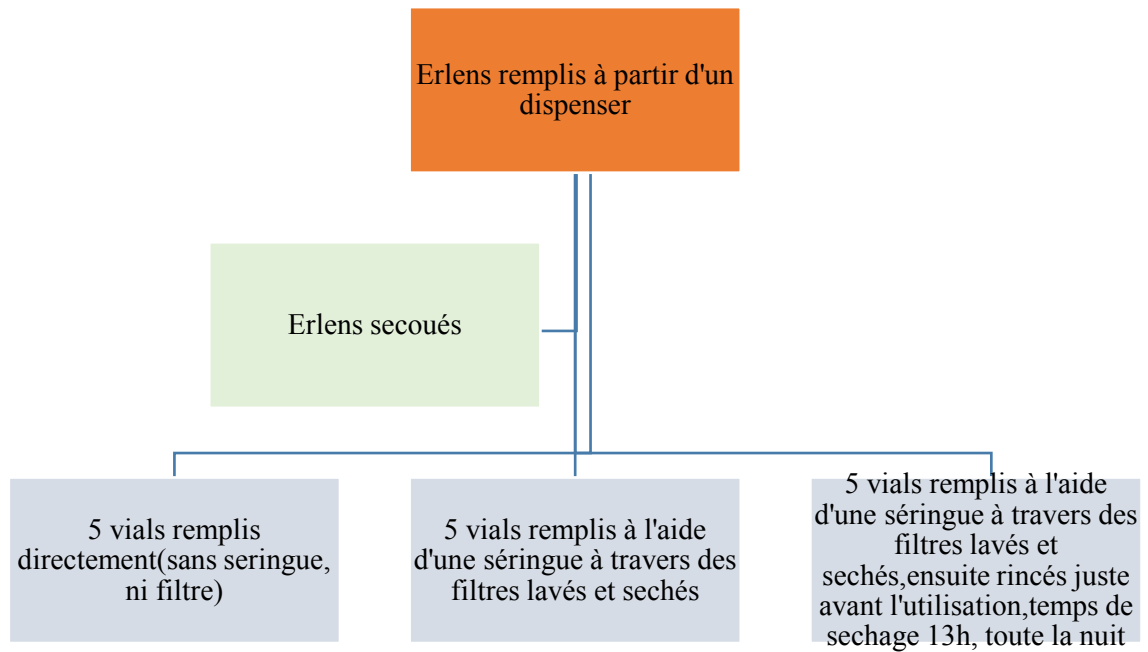 Erlens remplis à partir d'un
dispenser
Erlens secoués
5 vials remplis
directement(sans seringue,
ni filtre)
5 vials remplis à l'aide
d'une séringue à travers des
filtres lavés et sechés
5 vials remplis à l'aide
d'une séringue à travers des
filtres lavés et
sechés,ensuite rincés juste
avant l'utilisation,temps de
sechage 13h, toute la nuit